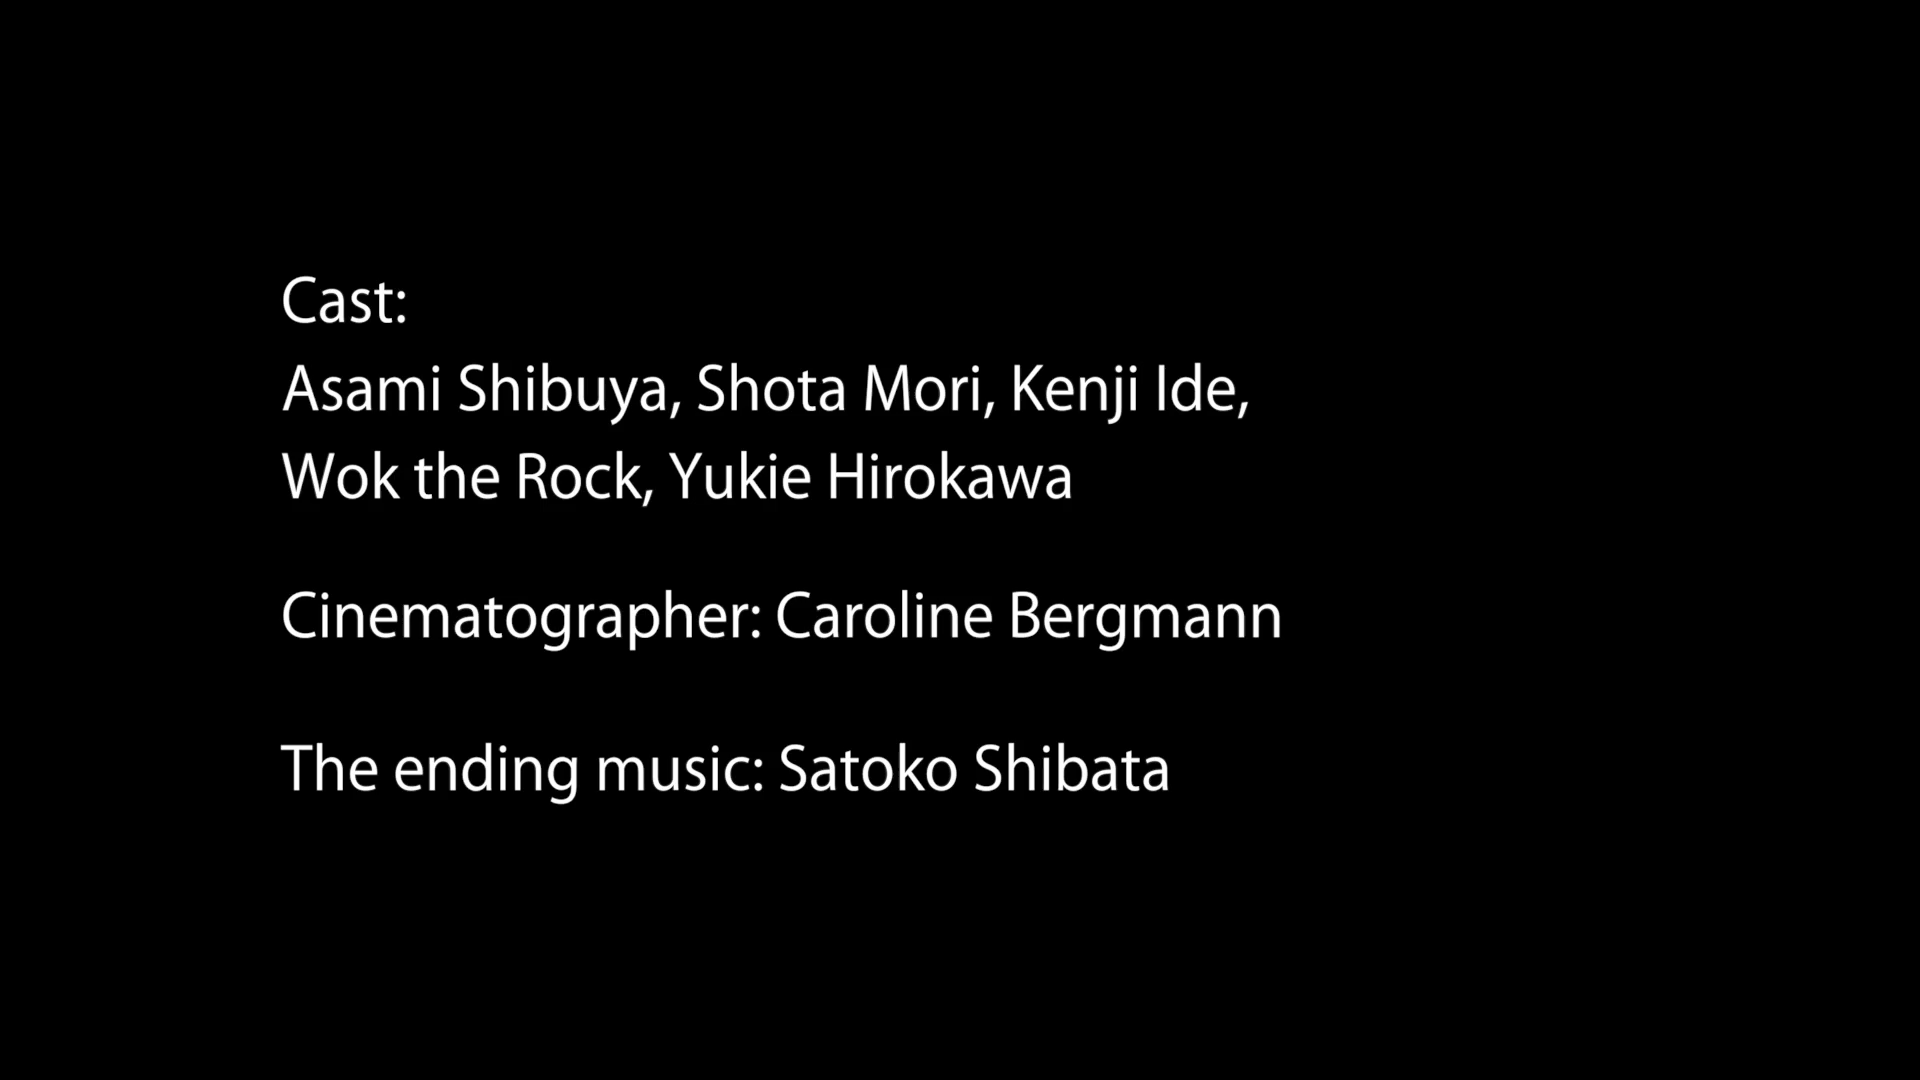 Cast:
Asami Shibuya, Shota Mori, Kenji Ide,
Wok the Rock, Yukie Hirokawa
Cinematographer: Caroline Bergmann
The ending music: Satoko Shibata